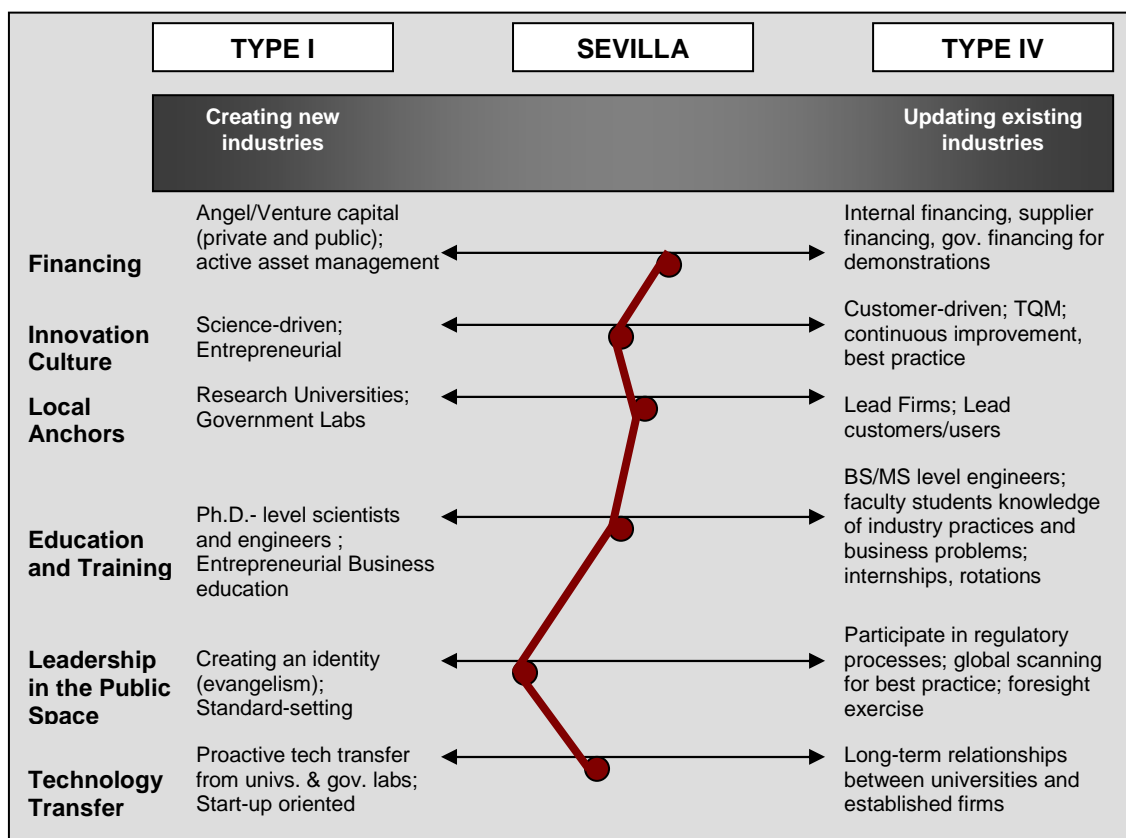 TYPE I
SEVILLA
TYPE IV
Creating new
industries
Updating existing
industries
Financing
Angel/Venture capital
(private and public);
active asset management
Internal financing, supplier
financing, gov. financing for
demonstrations
Innovation
Culture
Science-driven;
Entrepreneurial
Customer-driven; TQM;
continuous improvement,
best practice
Local
Anchors
Research Universities;
Government Labs
Lead Firms; Lead
customers/users
Education
and Training
Ph.D.- level scientists
and engineers ;
Entrepreneurial Business
education
BS/MS level engineers;
faculty students knowledge
of industry practices and
business problems;
internships, rotations
Leadership
in the Public
Space
Creating an identity
(evangelism);
Standard-setting
Participate in regulatory
processes; global scanning
for best practice; foresight
exercise
Technology
Transfer
Proactive tech transfer
from univs. & gov. labs;
Start-up oriented
Long-term relationships
between universities and
established firms